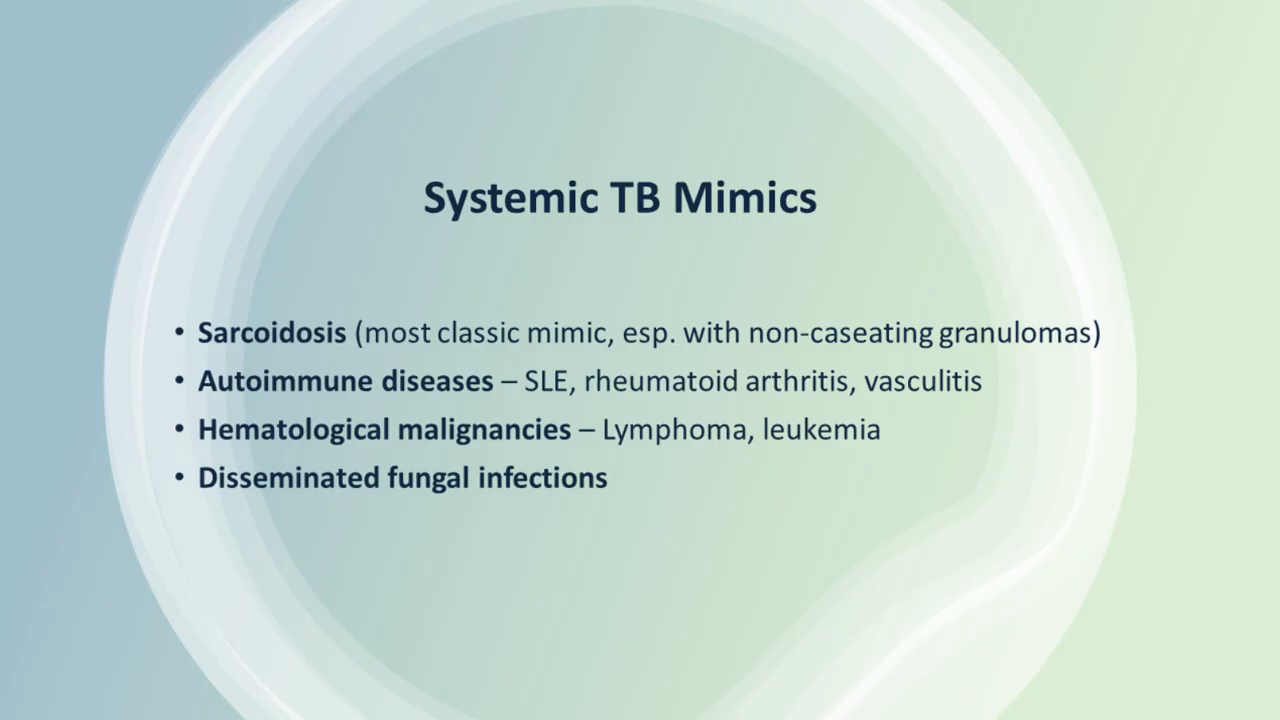 Systemic TB Mimics
• Sarcoidosis (most classic mimic, esp. with non-caseating granulomas)
• Autoimmune diseases – SLE, rheumatoid arthritis, vasculitis
• Hematological malignancies – Lymphoma, leukemia
• Disseminated fungal infections